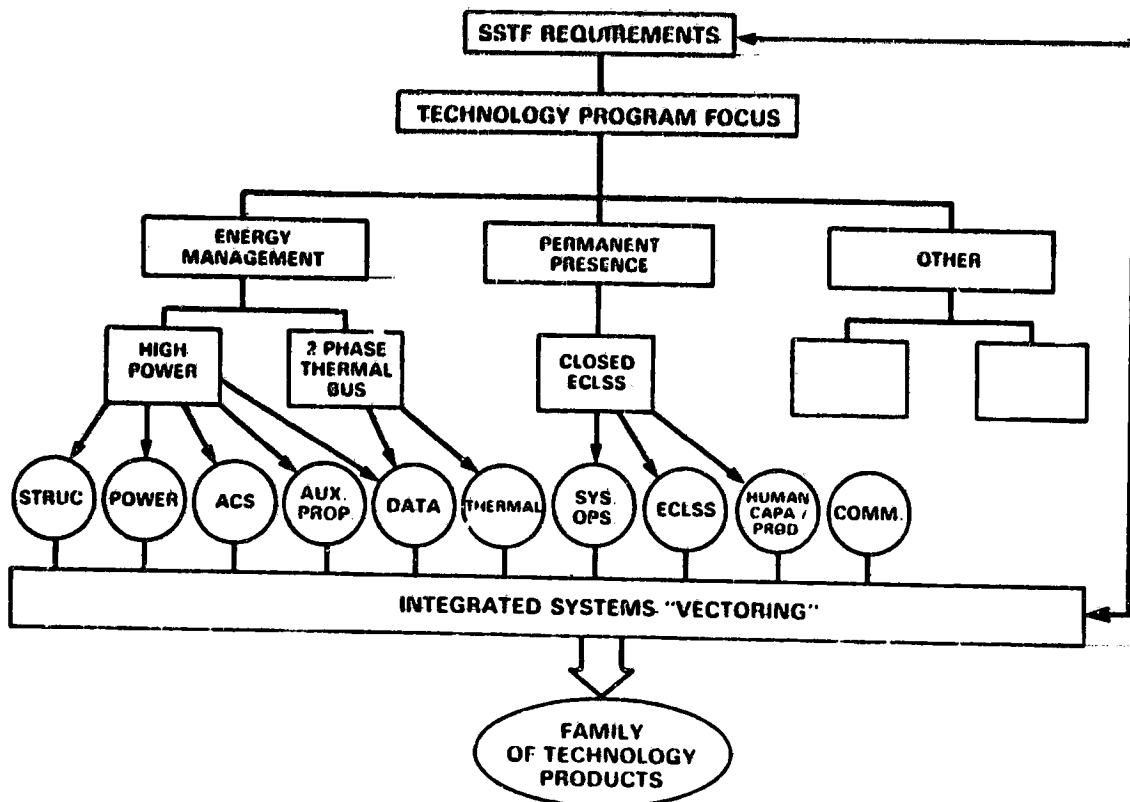 SSTF REQUIREMENTS
TECHNOLOGY PROGRAM FOCUS
ENERGY
MANAGEMENT
PERMANENT
PRESENCE
OTHER
HIGH
POWER
2 PHASE
THERMAL
BUS
CLOSED
ECLSS
STRUC
POWER
ACS
AUX.
PROP.
DATA
THERMAL
SYS.
OPS
ECLSS
HUMAN
CAPA /
PROD
COMM.
INTEGRATED SYSTEMS "VECTORING"
FAMILY
OF TECHNOLOGY
PRODUCTS